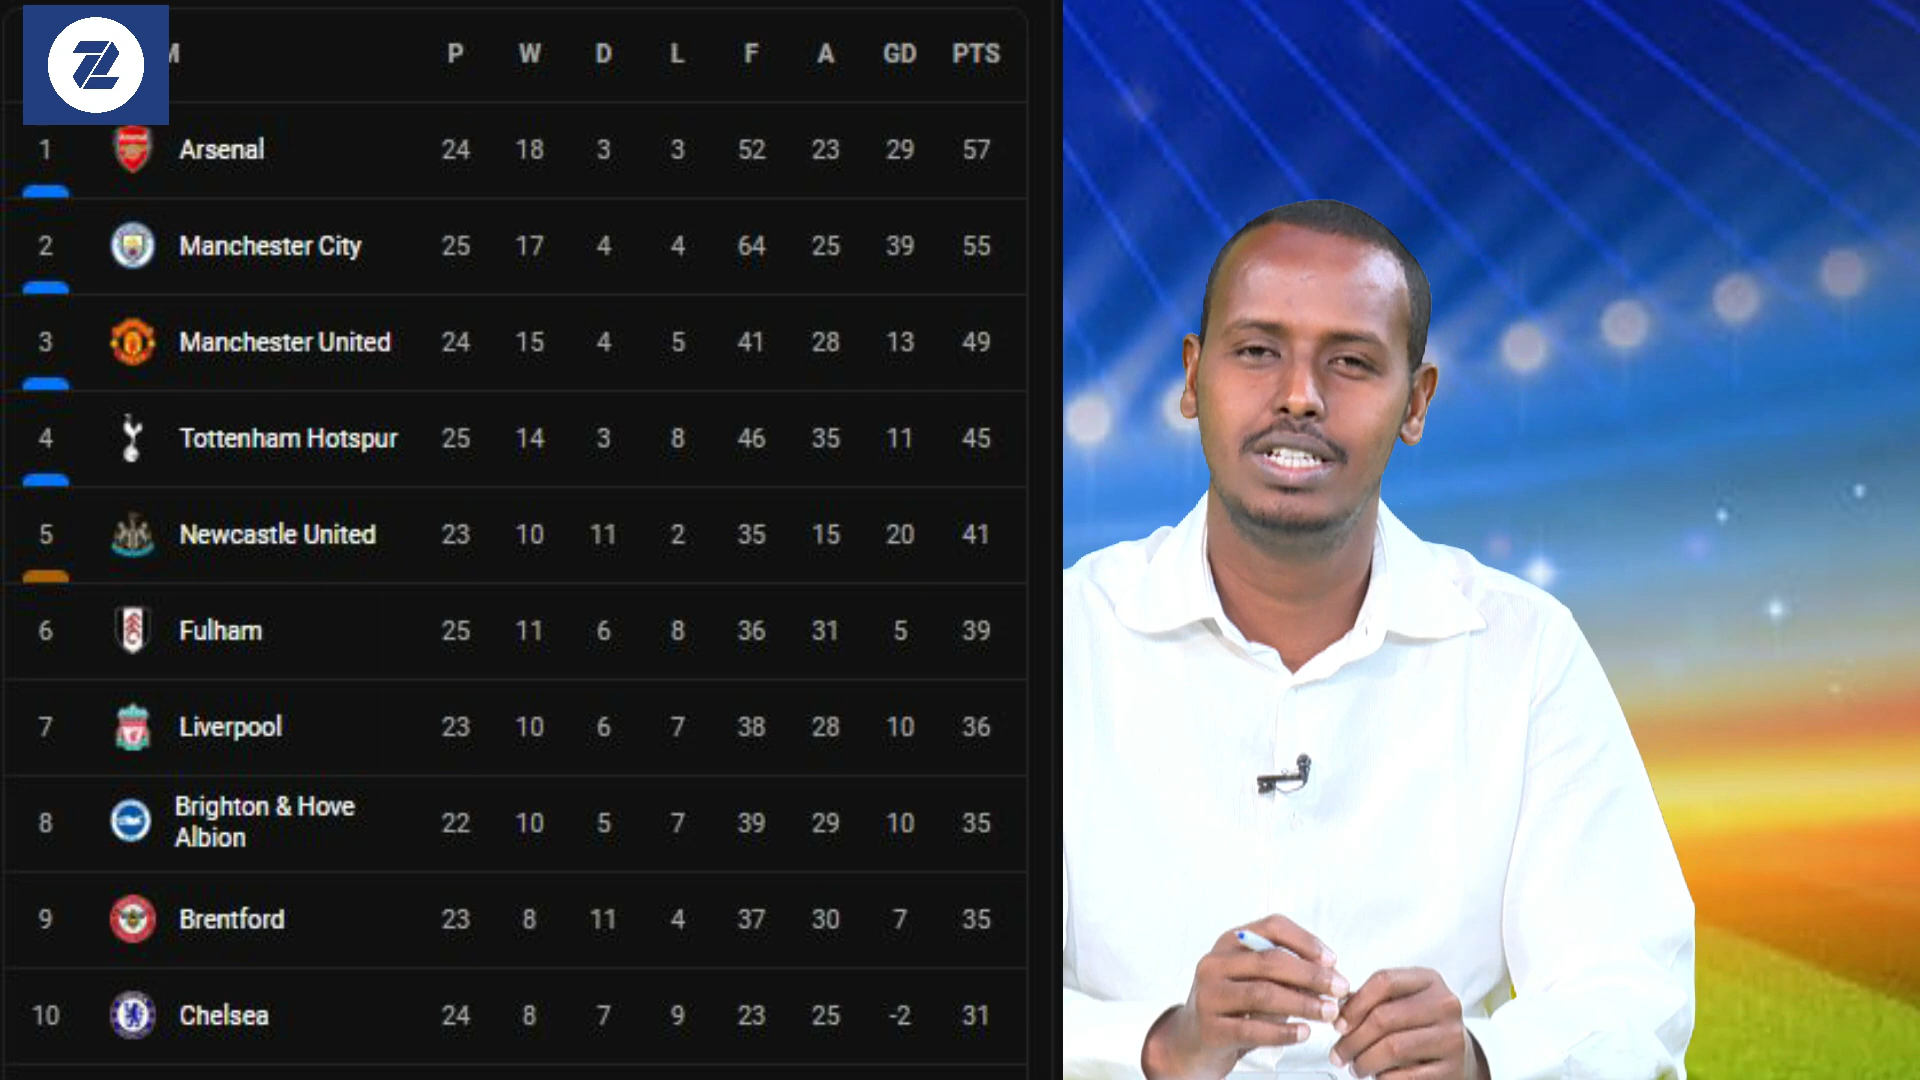 M P W D L F A GD PTS
1 Arsenal 24 18 3 3 52 23 29 57
2 Manchester City 25 17 4 4 64 25 39 55
3 Manchester United 24 15 4 5 41 28 13 49
4 Tottenham Hotspur 25 14 3 8 46 35 11 45
5 Newcastle United 23 10 11 2 35 15 20 41
6 Fulham 25 11 6 8 36 31 5 39
7 Liverpool 23 10 6 7 38 28 10 36
8 Brighton & Hove
Albion 22 10 5 7 39 29 10 35
9 Brentford 23 8 11 4 37 30 7 35
10 Chelsea 24 8 7 9 23 25 -2 31